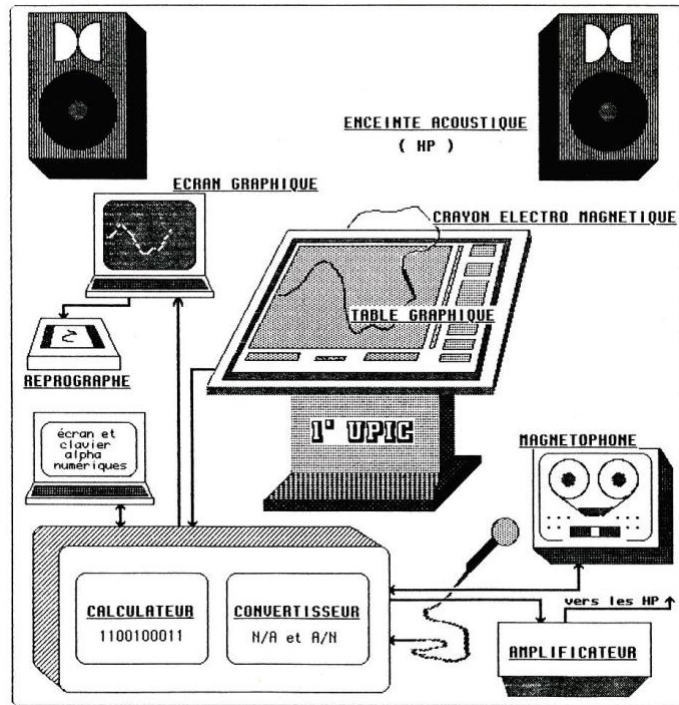 ENCEINTE ACOUSTIQUE
( HP )
ECRAN GRAPHIQUE
CRAYON ELECTRO MAGNETIQUE
TABLE GRAPHIQUE
REPROGRAPHE
1' UPIC
écran et
clavier
alpha
numériques
MAGNETOPHONE
CALCULATEUR
1100100011
CONVERTISSEUR
N/A et A/N
vers les HP
AMPLIFICATEUR